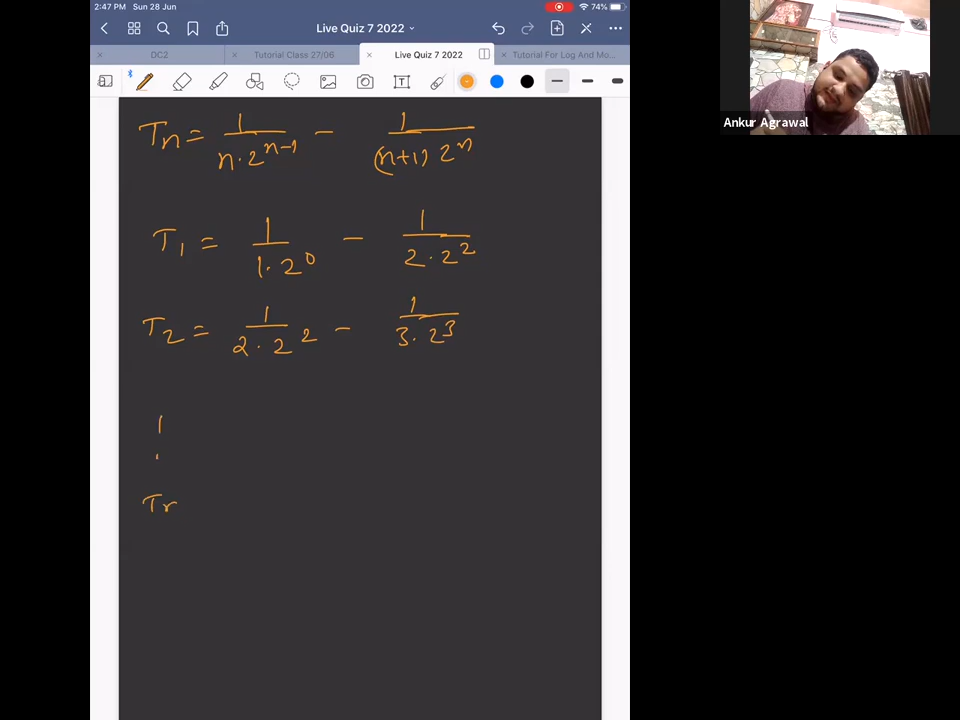 2:47 PM Sun 28 Jun
74%
Live Quiz 7 2022
DC2
Tutorial Class 27/06
Live Quiz 7 2022
Tutorial For Log And Mo...
T
Tn = 1/(n·2^(n-1)) - 1/((n+1) 2^n)
T1 = 1/(1·2^0) - 1/(2·2^2)
T2 = 1/(2·2^2) - 1/(3·2^3)
Tr
Ankur Agrawal